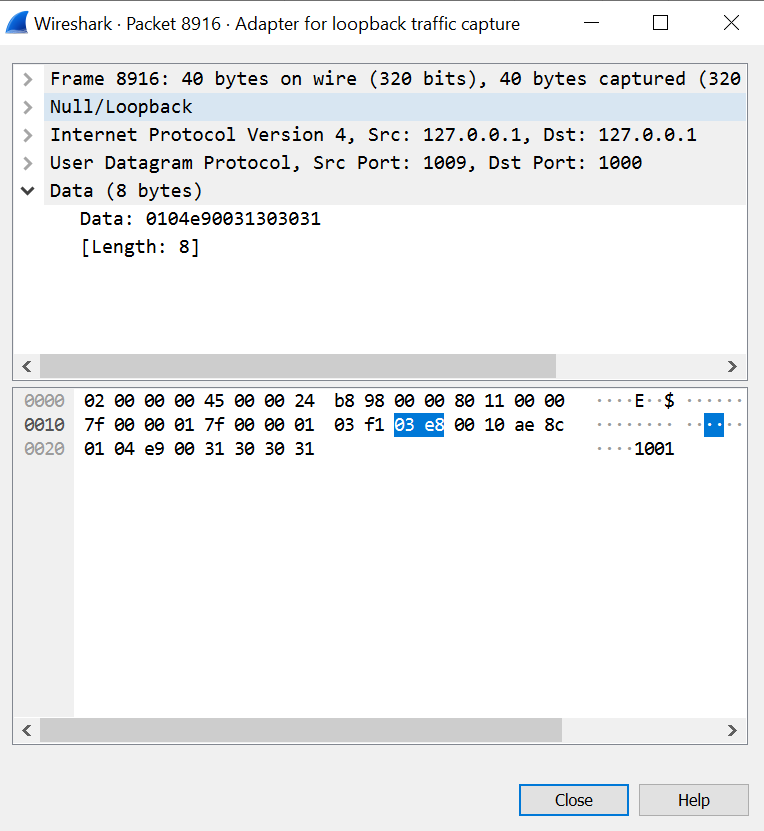 Wireshark · Packet 8916 · Adapter for loopback traffic capture
Frame 8916: 40 bytes on wire (320 bits), 40 bytes captured (320
Null/Loopback
Internet Protocol Version 4, Src: 127.0.0.1, Dst: 127.0.0.1
User Datagram Protocol, Src Port: 1009, Dst Port: 1000
Data (8 bytes)
Data: 0104e90031303031
[Length: 8]
0000 02 00 00 00 45 00 00 24 b8 98 00 00 80 11 00 00 ····E··$ ······
0010 7f 00 00 01 7f 00 00 01 03 f1 03 e8 00 10 ae 8c ········ ······
0020 01 04 e9 00 31 30 30 31 ····1001
Close Help